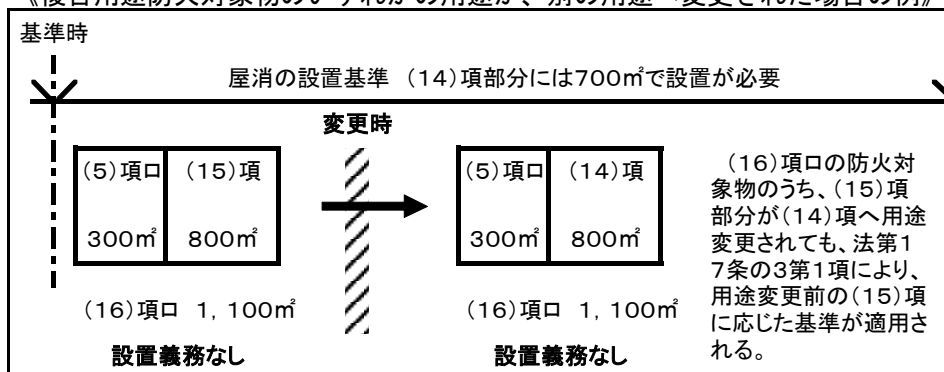 《複合用途防火対象物のいずれかの用途が、別の用途へ変更された場合の例》
基準時
屋消の設置基準 (14)項部分には700㎡で設置が必要
変更時
(5)項ロ (15)項
300㎡ 800㎡
(16)項ロ 1,100㎡
設置義務なし
(5)項ロ (14)項
300㎡ 800㎡
(16)項ロ 1,100㎡
設置義務なし
(16)項ロの防火対
象物のうち、(15)項
部分が(14)項へ用途
変更されても、法第1
7条の3第1項により、
用途変更前の(15)項
に応じた基準が適用さ
れる。